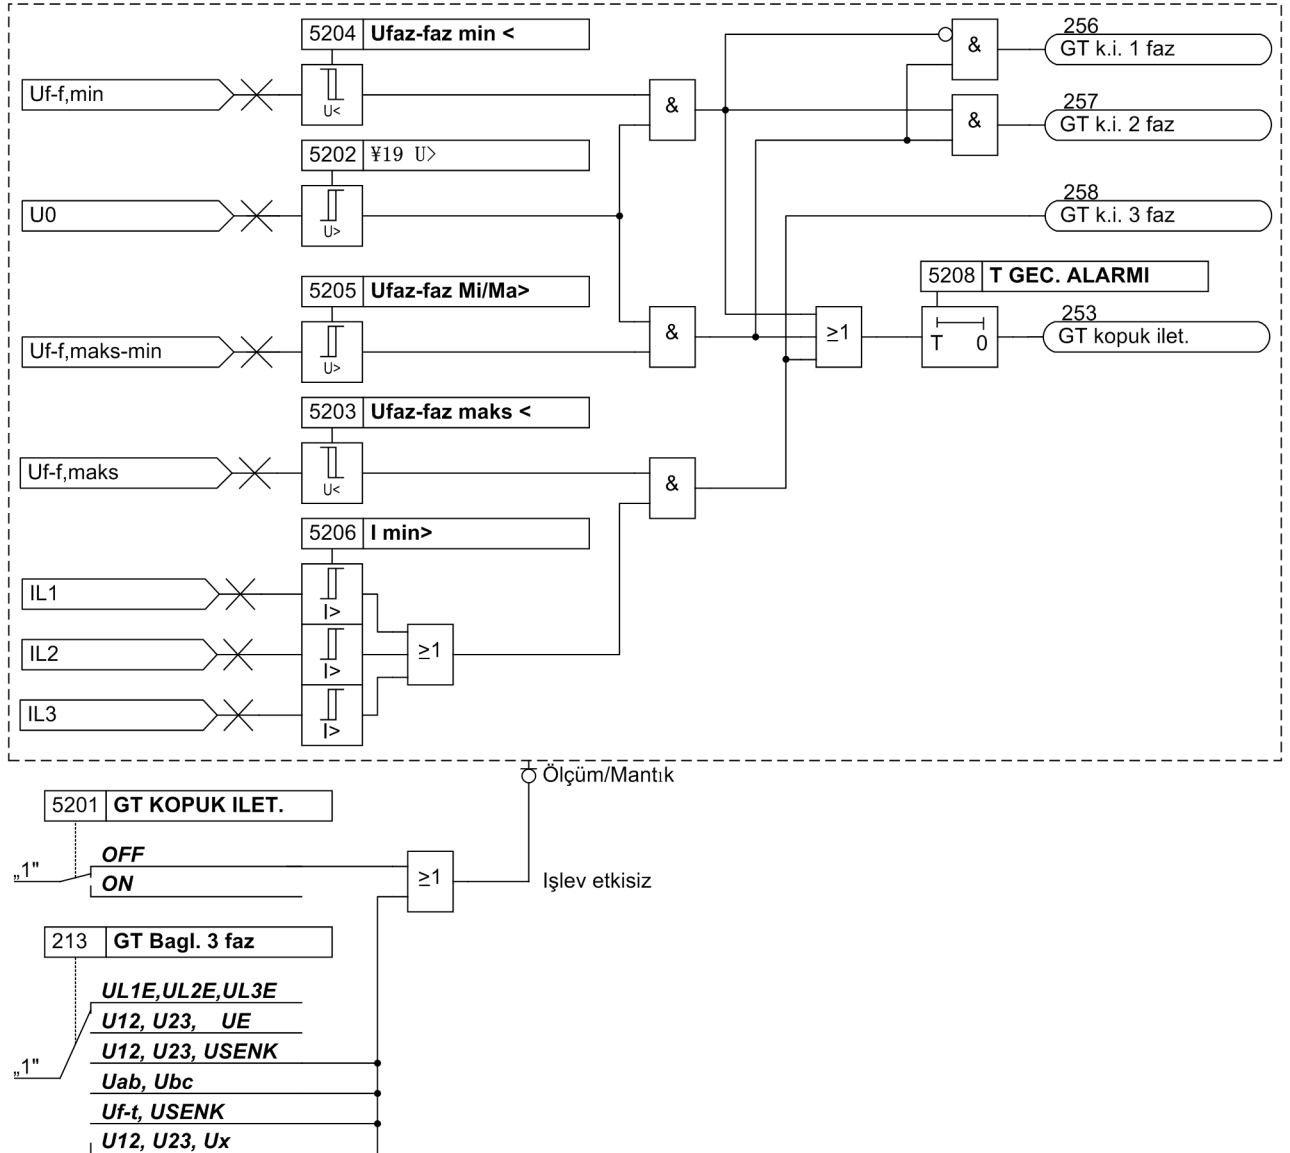 5204 Ufaz-faz min <
256
GT k.i. 1 faz
&
Uf-f,min
U<
&
257
GT k.i. 2 faz
&
5202 ¥19 U>
U0
U>
258
GT k.i. 3 faz
5205 Ufaz-faz Mi/Ma>
5208 T GEC. ALARMI
Uf-f,maks-min
U>
&
≥1
T 0
253
GT kopuk ilet.
5203 Ufaz-faz maks <
Uf-f,maks
U<
&
5206 I min>
IL1
I>
IL2
I>
≥1
IL3
I>
Ölçüm/Mantık
5201 GT KOPUK ILET.
„1"
OFF
ON
≥1
Işlev etkisiz
213 GT Bagl. 3 faz
UL1E,UL2E,UL3E
U12, U23, UE
U12, U23, USENK
„1"
Uab, Ubc
Uf-t, USENK
U12, U23, Ux